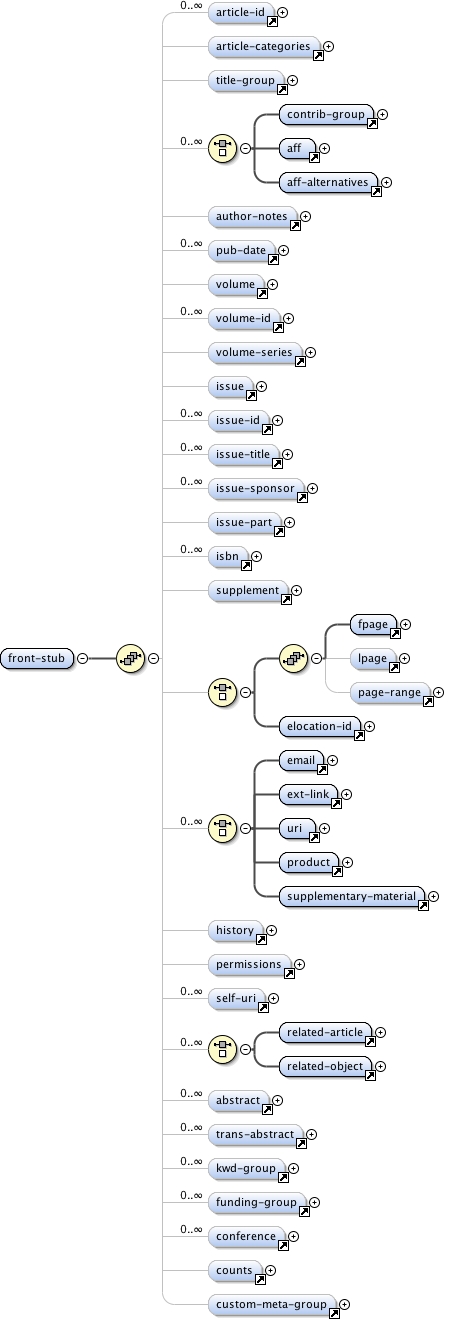 0..∞
article-id
article-categories
title-group
contrib-group
0..∞
aff
aff-alternatives
author-notes
0..∞
pub-date
volume
0..∞
volume-id
volume-series
issue
0..∞
issue-id
0..∞
issue-title
0..∞
issue-sponsor
issue-part
0..∞
isbn
supplement
front-stub
fpage
lpage
page-range
elocation-id
email
ext-link
0..∞
uri
product
supplementary-material
history
permissions
0..∞
self-uri
related-article
0..∞
related-object
0..∞
abstract
0..∞
trans-abstract
0..∞
kwd-group
0..∞
funding-group
0..∞
conference
counts
custom-meta-group